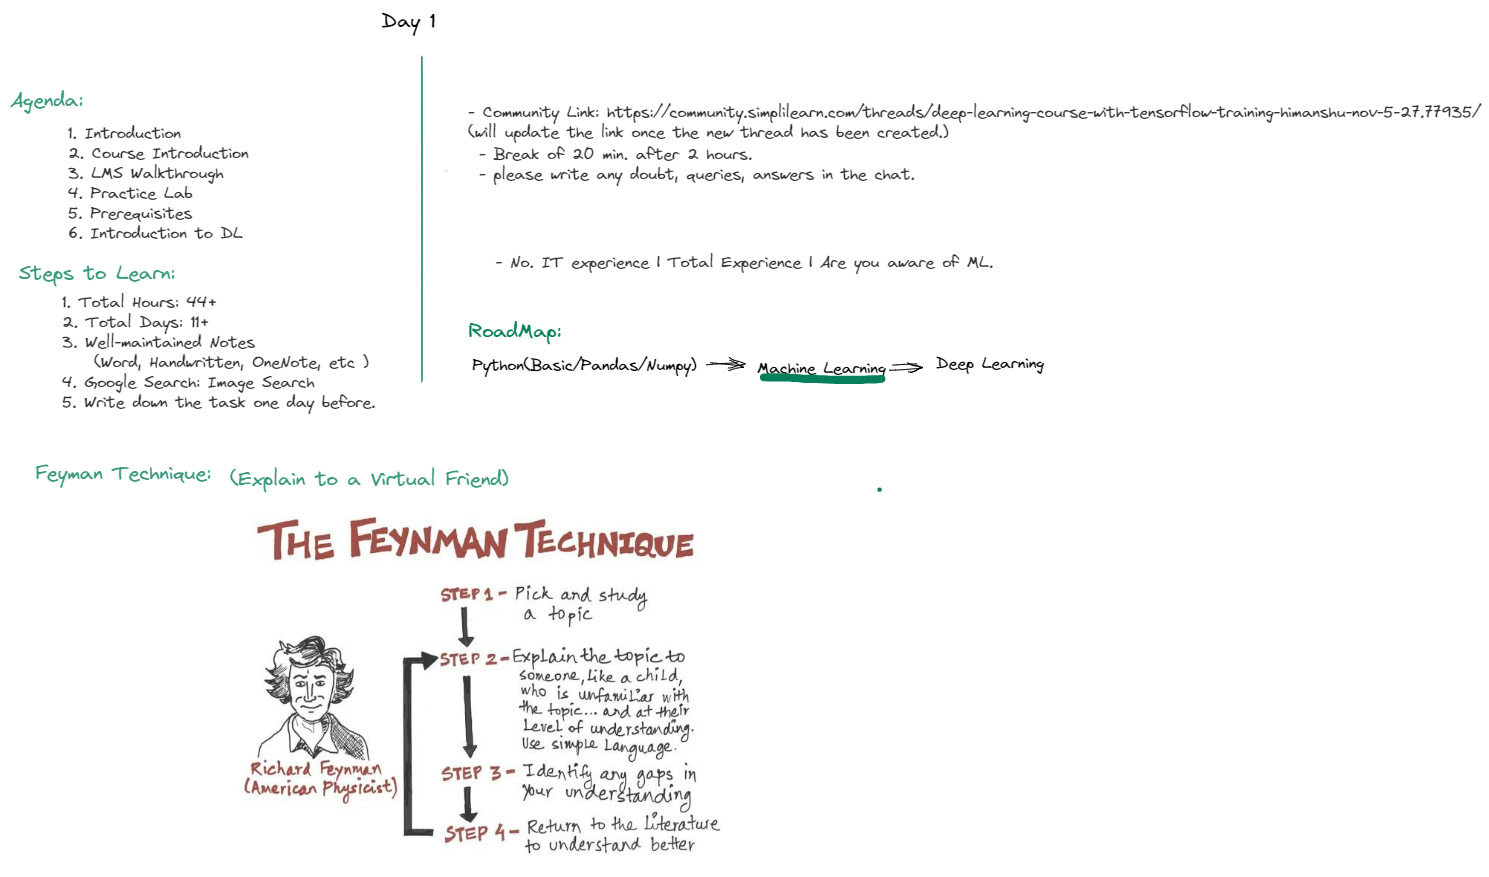 Day 1
Agenda:
1. Introduction
2. Course Introduction
3. LMS Walkthrough
4. Practice Lab
5. Prerequisites
6. Introduction to DL
Steps to Learn:
1. Total Hours: 44+
2. Total Days: 11+
3. Well-maintained Notes
(Word, Handwritten, OneNote, etc )
4. Google Search: Image Search
5. Write down the task one day before.
- Community Link: https://community.simplilearn.com/threads/deep-learning-course-with-tensorflow-training-himanshu-nov-5-27.77935/
(will update the link once the new thread has been created.)
- Break of 20 min. after 2 hours.
- please write any doubt, queries, answers in the chat.
- No. IT experience | Total Experience | Are you aware of ML.
RoadMap:
Python(Basic/Pandas/Numpy)
Machine Learning
Deep Learning
Feyman Technique: (Explain to a Virtual Friend)
THE FEYNMAN TECHNIQUE
STEP 1 - Pick and study
a topic
STEP 2 - Explain the topic to
someone, like a child,
who is unfamiliar with
the topic... and at their
level of understanding.
Use simple language.
STEP 3 - Identify any gaps in
your understanding
STEP 4 - Return to the literature
to understand better
Richard Feynman
(American Physicist)